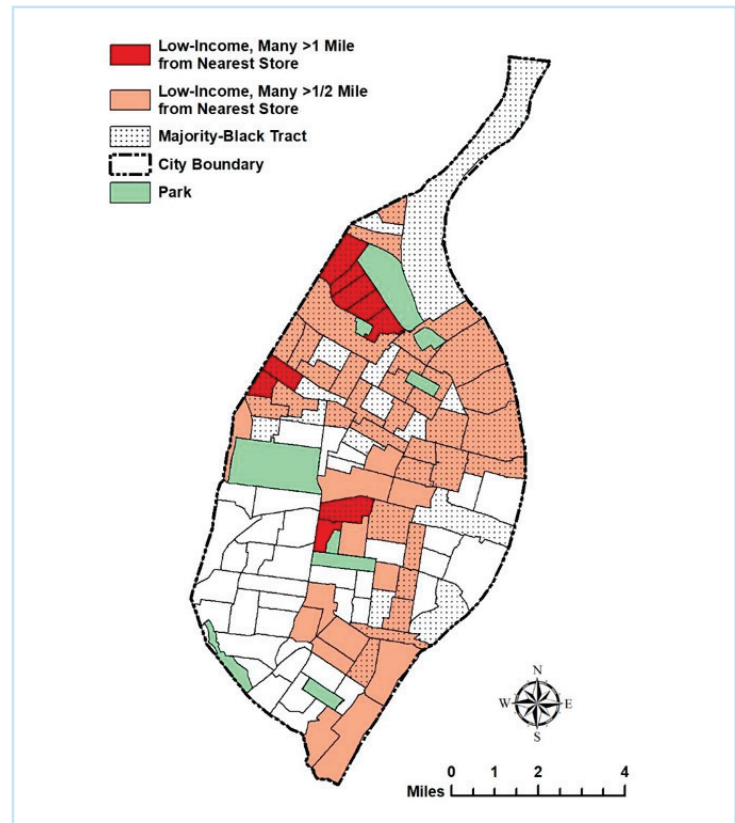 Low-Income, Many >1 Mile
from Nearest Store
Low-Income, Many >1/2 Mile
from Nearest Store
Majority-Black Tract
City Boundary
Park
N
W E
S
0 1 2 4
Miles